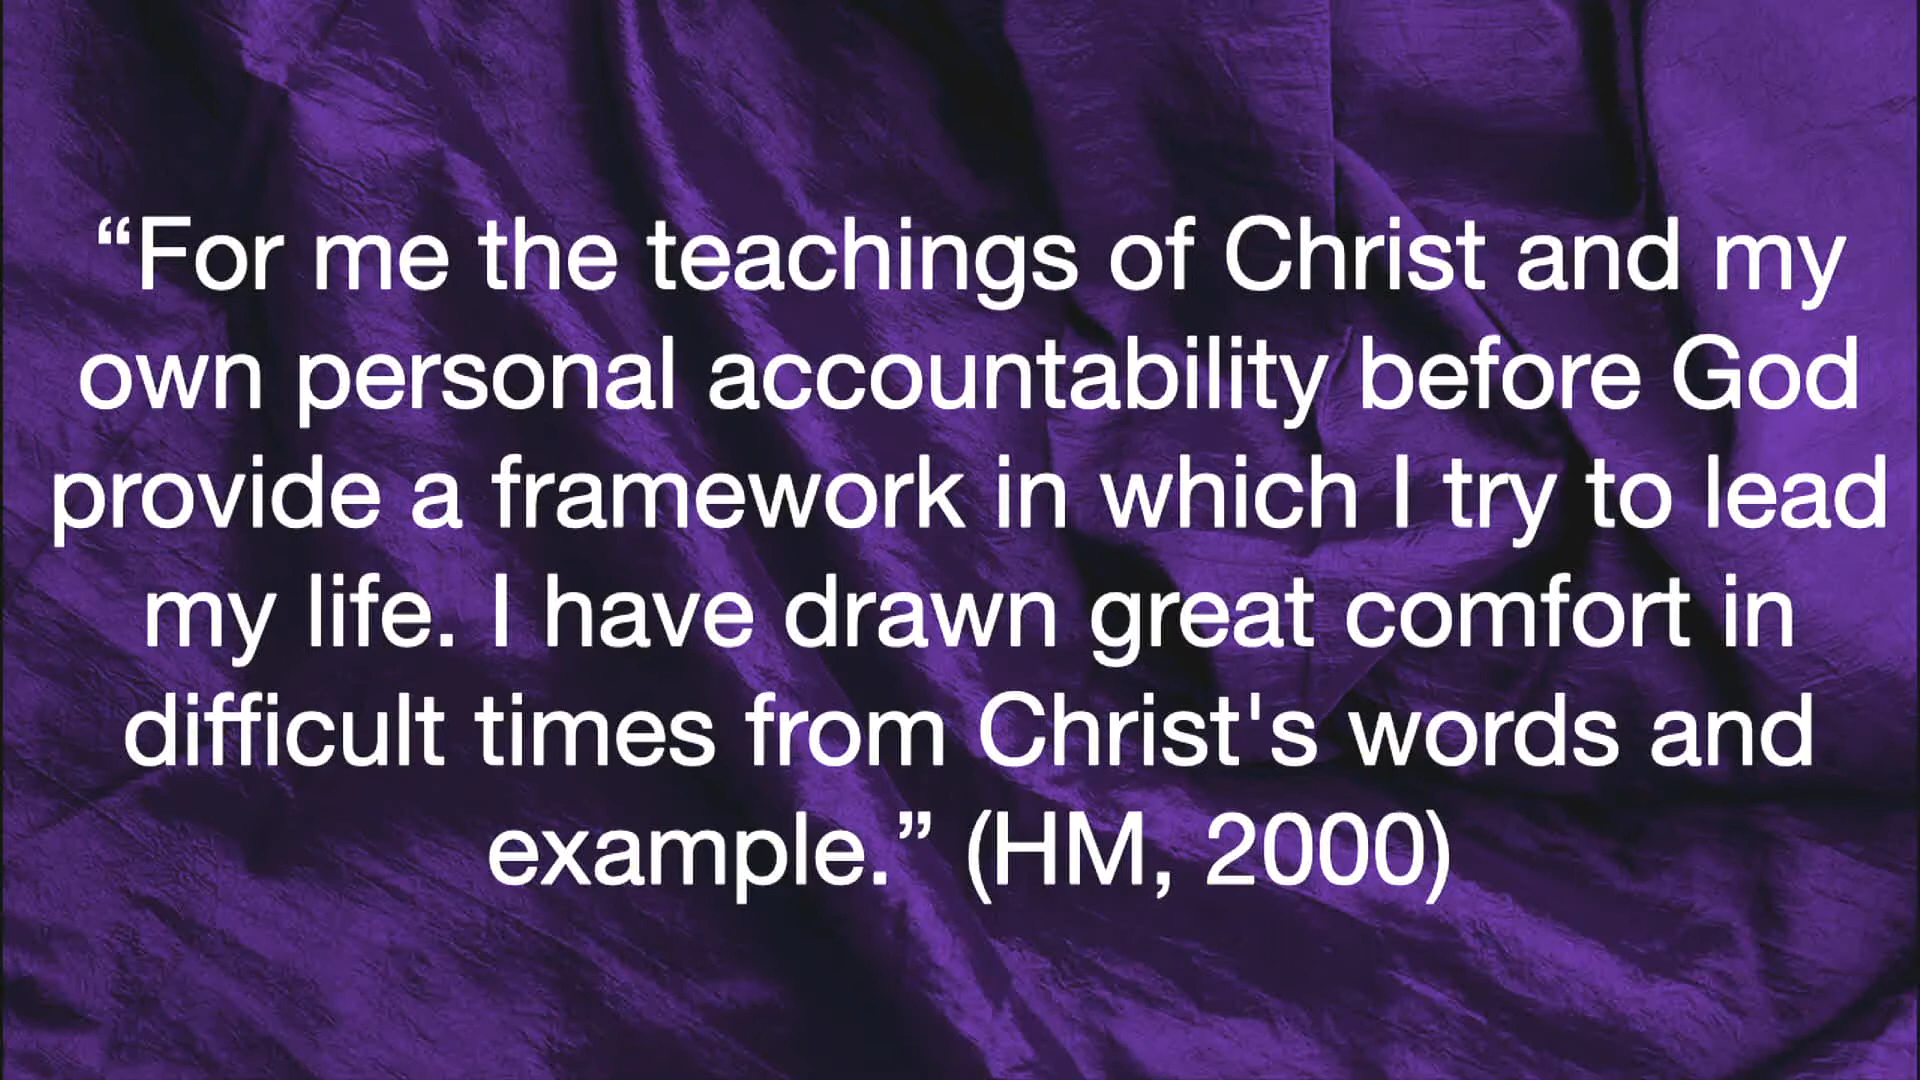 “For me the teachings of Christ and my
own personal accountability before God
provide a framework in which I try to lead
my life. I have drawn great comfort in
difficult times from Christ's words and
example.” (HM, 2000)